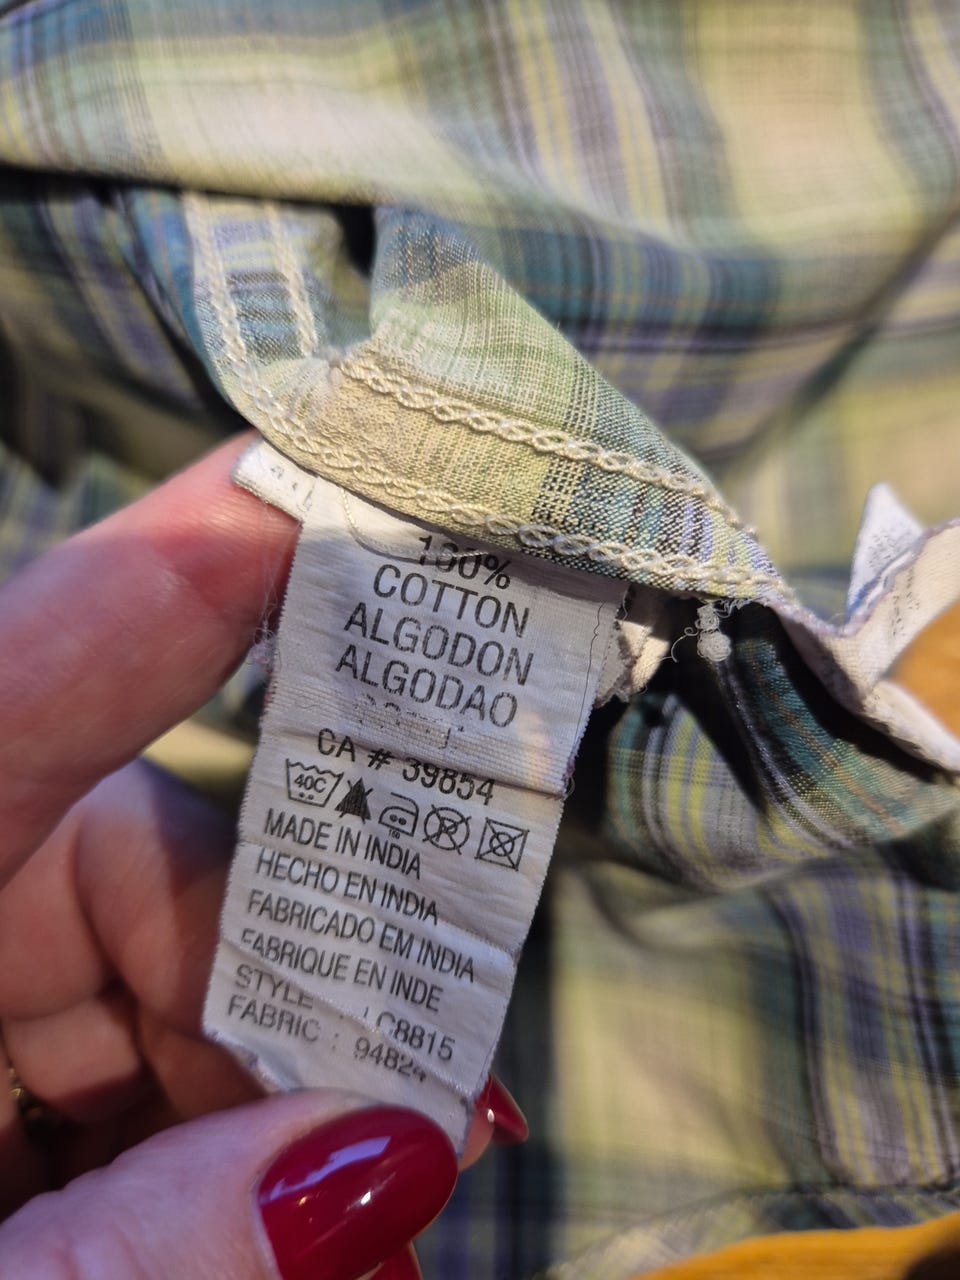 100%
COTTON
ALGODON
ALGODAO
CA # 39854
40C
MADE IN INDIA
HECHO EN INDIA
FABRICADO EM INDIA
FABRIQUE EN INDE
STYLE LC8815
FABRIC : 94824